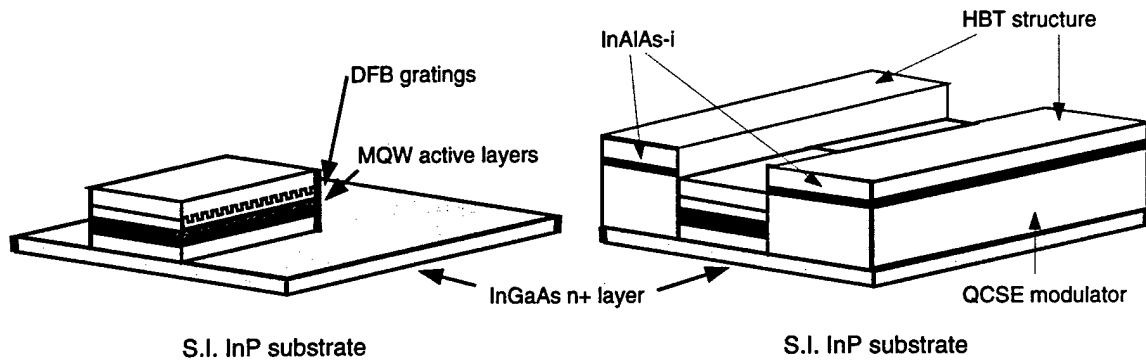 DFB gratings
MQW active layers
InGaAs n+ layer
S.I. InP substrate
InAlAs-i
HBT structure
QCSE modulator
S.I. InP substrate